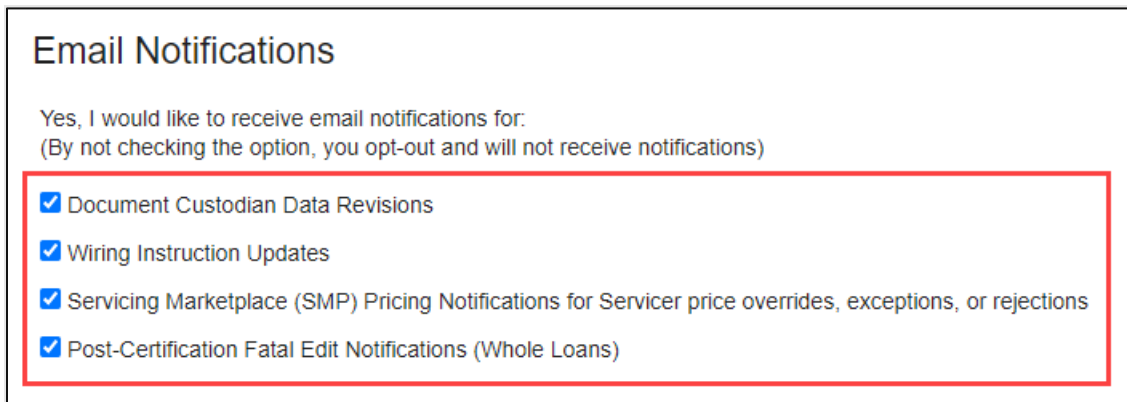 Email Notifications
Yes, I would like to receive email notifications for:
(By not checking the option, you opt-out and will not receive notifications)
Document Custodian Data Revisions
Wiring Instruction Updates
Servicing Marketplace (SMP) Pricing Notifications for Servicer price overrides, exceptions, or rejections
Post-Certification Fatal Edit Notifications (Whole Loans)